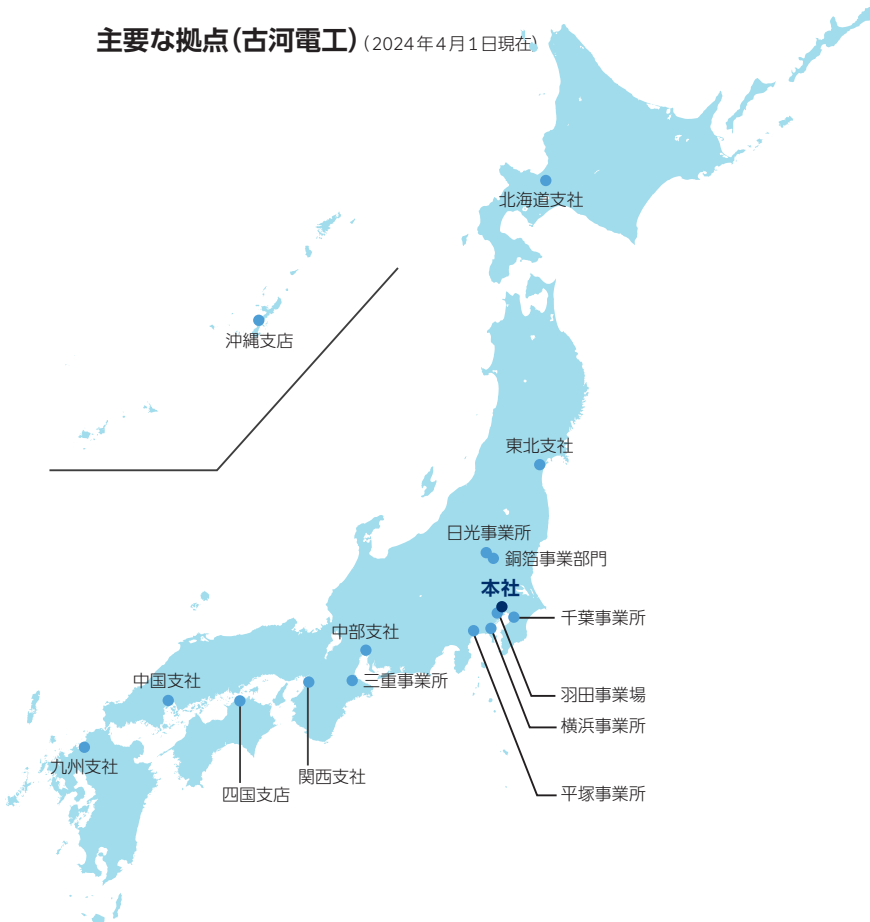 主要な拠点（古河電工）（2024年4月1日現在）
北海道支社
沖縄支店
東北支社
日光事業所
銅箔事業部門
本社
千葉事業所
中部支社
三重事業所
中国支社
羽田事業場
横浜事業所
九州支社
関西支社
四国支店
平塚事業所